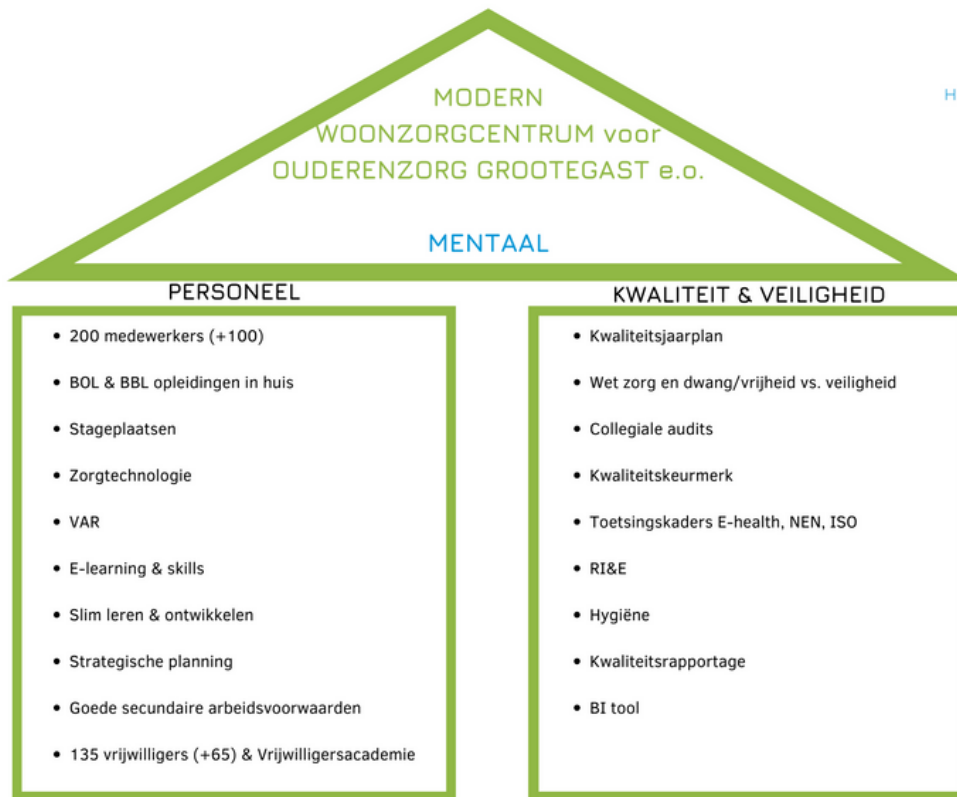 MODERN
WOONZORGCENTRUM voor
OUDERENZORG GROOTEGAST e.o.
H
MENTAAL
PERSONEEL
• 200 medewerkers (+100)
• BOL & BBL opleidingen in huis
• Stageplaatsen
• Zorgtechnologie
• VAR
• E-learning & skills
• Slim leren & ontwikkelen
• Strategische planning
• Goede secundaire arbeidsvoorwaarden
• 135 vrijwilligers (+65) & Vrijwilligersacademie
KWALITEIT & VEILIGHEID
• Kwaliteitsjaarplan
• Wet zorg en dwang/vrijheid vs. veiligheid
• Collegiale audits
• Kwaliteitskeurmerk
• Toetsingskaders E-health, NEN, ISO
• RI&E
• Hygiëne
• Kwaliteitsrapportage
• BI tool